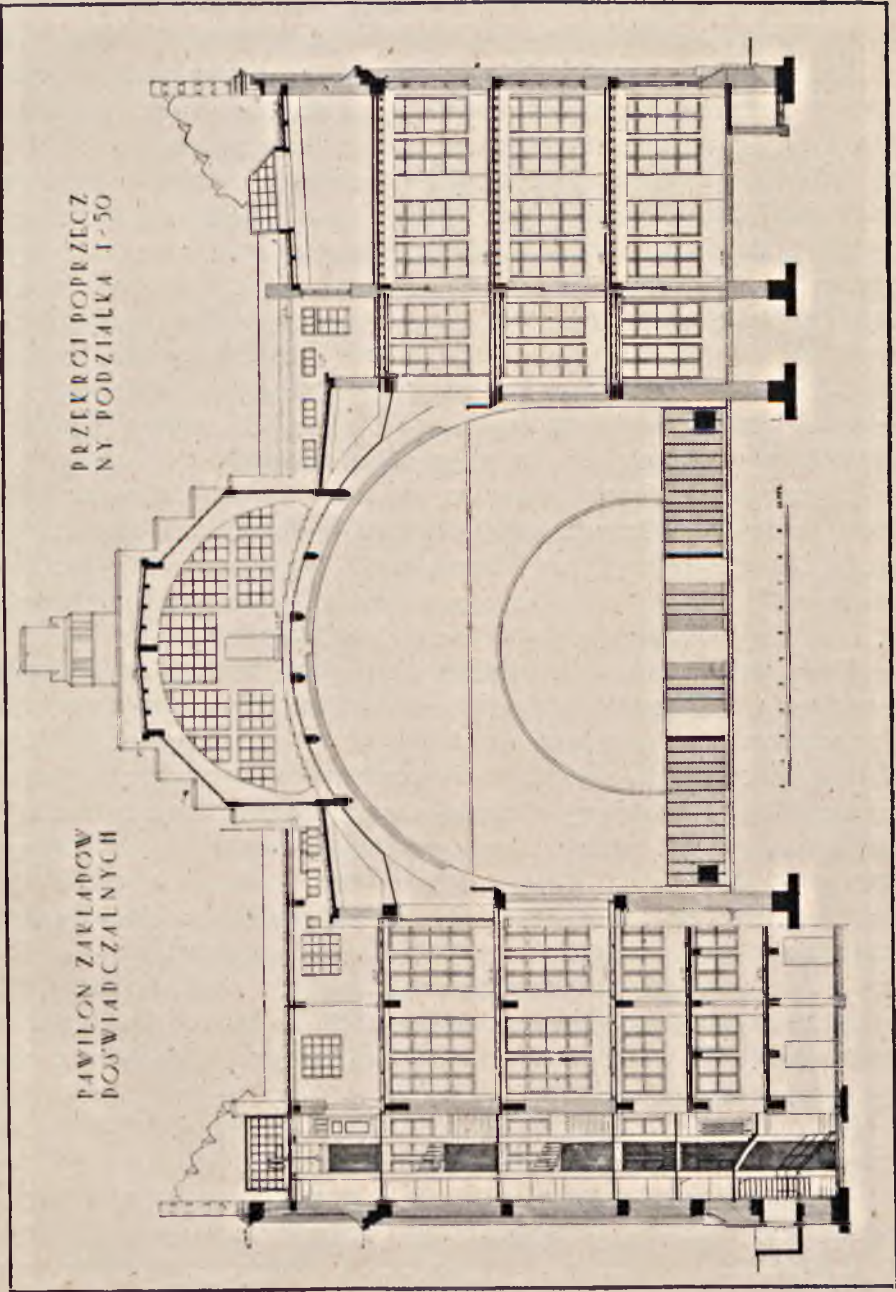 PAWILON ZAKŁADÓW
DOŚWIADCZALNYCH
PRZEKRÓJ POPRZECZ
NY PODZIAŁKA 1-50